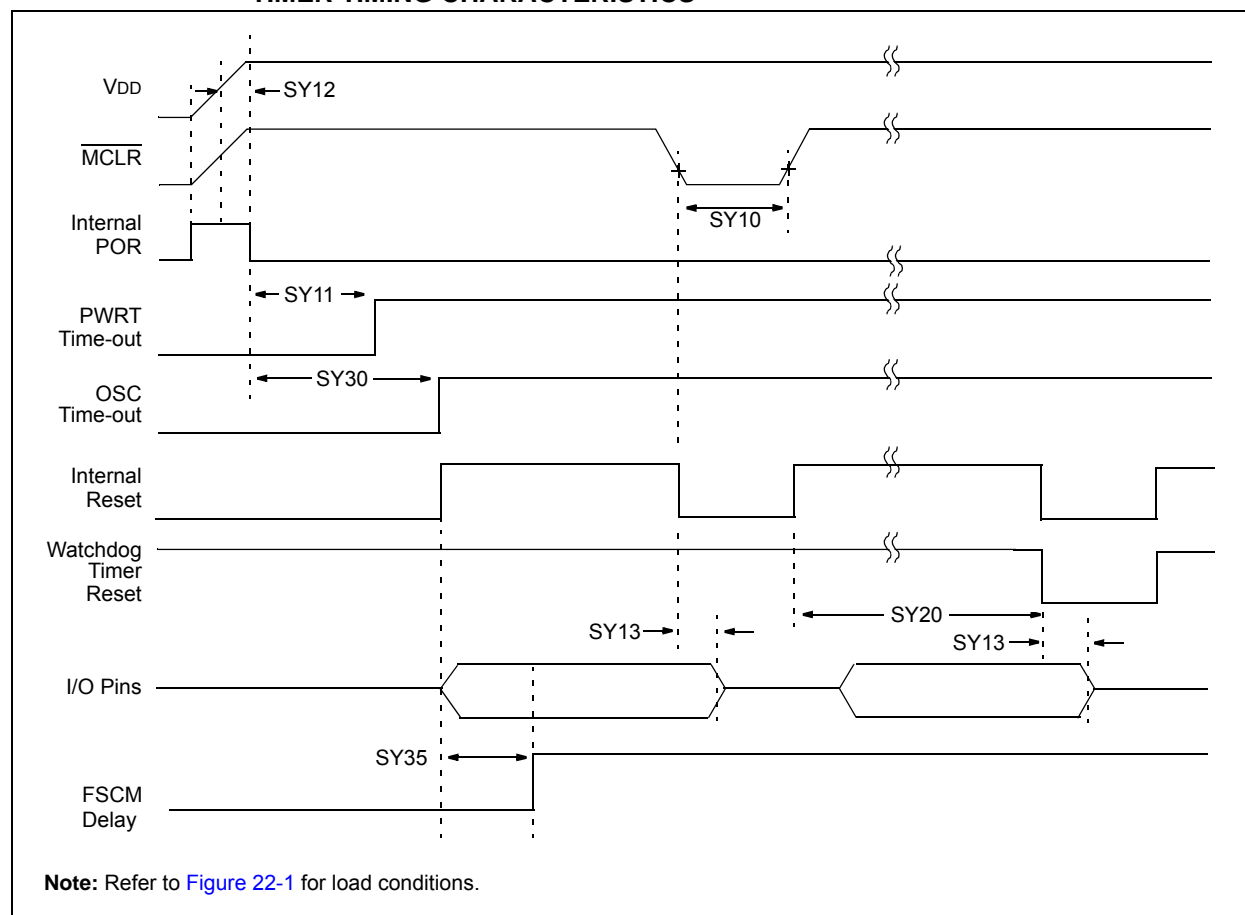 TIMER TIMING CHARACTERISTICS
VDD
SY12
MCLR
SY10
Internal
POR
SY11
PWRT
Time-out
SY30
OSC
Time-out
Internal
Reset
Watchdog
Timer
Reset
SY20
SY13
SY13
I/O Pins
SY35
FSCM
Delay
Note: Refer to Figure 22-1 for load conditions.